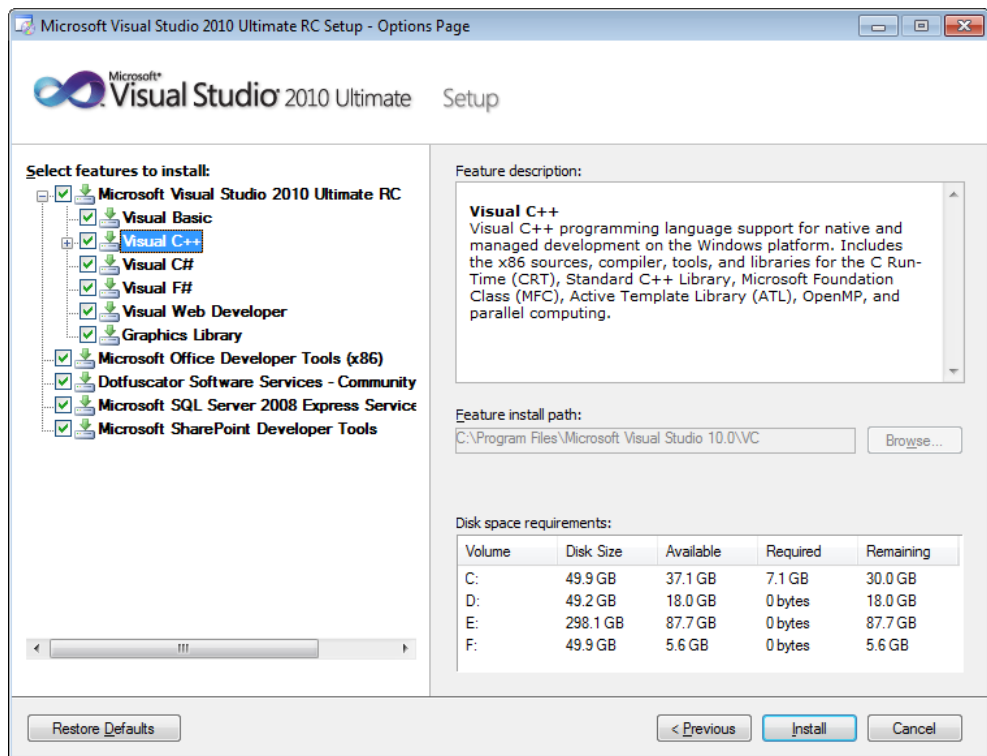 Microsoft Visual Studio 2010 Ultimate RC Setup - Options Page
Microsoft®
Visual Studio® 2010 Ultimate Setup
Select features to install:
Microsoft Visual Studio 2010 Ultimate RC
Visual Basic
Visual C++
Visual C#
Visual F#
Visual Web Developer
Graphics Library
Microsoft Office Developer Tools (x86)
Dotfuscator Software Services - Community
Microsoft SQL Server 2008 Express Service
Microsoft SharePoint Developer Tools
Feature description:
Visual C++
Visual C++ programming language support for native and
managed development on the Windows platform. Includes
the x86 sources, compiler, tools, and libraries for the C Run-
Time (CRT), Standard C++ Library, Microsoft Foundation
Class (MFC), Active Template Library (ATL), OpenMP, and
parallel computing.
Feature install path:
C:\Program Files\Microsoft Visual Studio 10.0\VC
Browse...
Disk space requirements:
Volume Disk Size Available Required Remaining
C: 49.9 GB 37.1 GB 7.1 GB 30.0 GB
D: 49.2 GB 18.0 GB 0 bytes 18.0 GB
E: 298.1 GB 87.7 GB 0 bytes 87.7 GB
F: 49.9 GB 5.6 GB 0 bytes 5.6 GB
Restore Defaults
< Previous
Install
Cancel